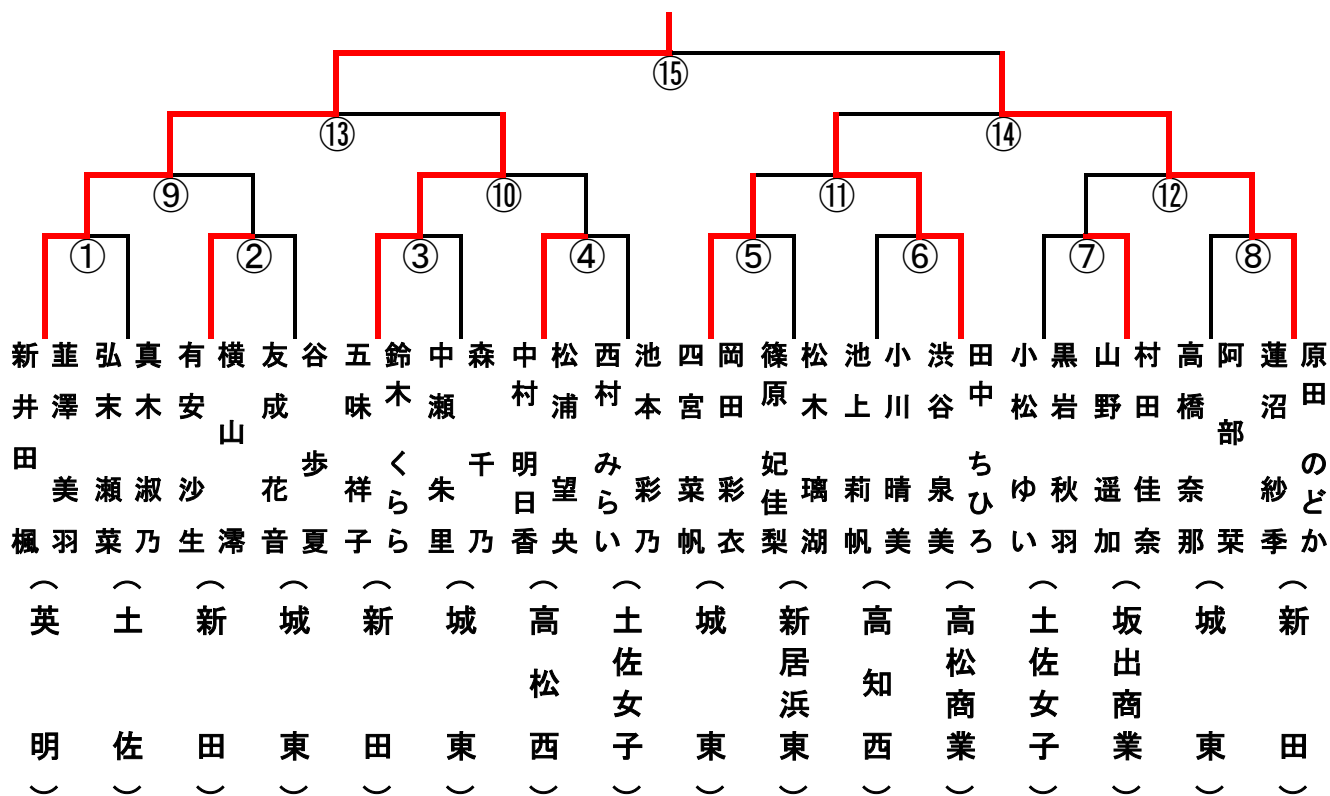 ⑮
⑬
⑭
⑨
⑩
⑪
⑫
①
②
③
④
⑤
⑥
⑦
⑧
新井田 楓
韮澤 美羽
(英明)
弘末 瀬菜
真木 淑乃
(土佐)
有安 沙生
横山 澪
(新田)
友成 花音
谷 歩夏
(城東)
五味 祥子
鈴木 くらら
(新田)
中瀬 朱里
森 千乃
(城東)
中村 明日香
松浦 望央
(高松西)
西村 みらい
池本 彩乃
(土佐女子)
四宮 菜帆
岡田 彩衣
(城東)
篠原 妃佳梨
松木 璃湖
(新居浜東)
池上 莉帆
小川 晴美
(高知西)
渋谷 泉美
田中 ちひろ
(高松商業)
小松 ゆい
黒岩 秋羽
(土佐女子)
山野 遥加
村田 佳奈
(坂出商業)
高橋 奈那
阿部 栞
(城東)
蓮沼 紗季
原田 のどか
(新田)